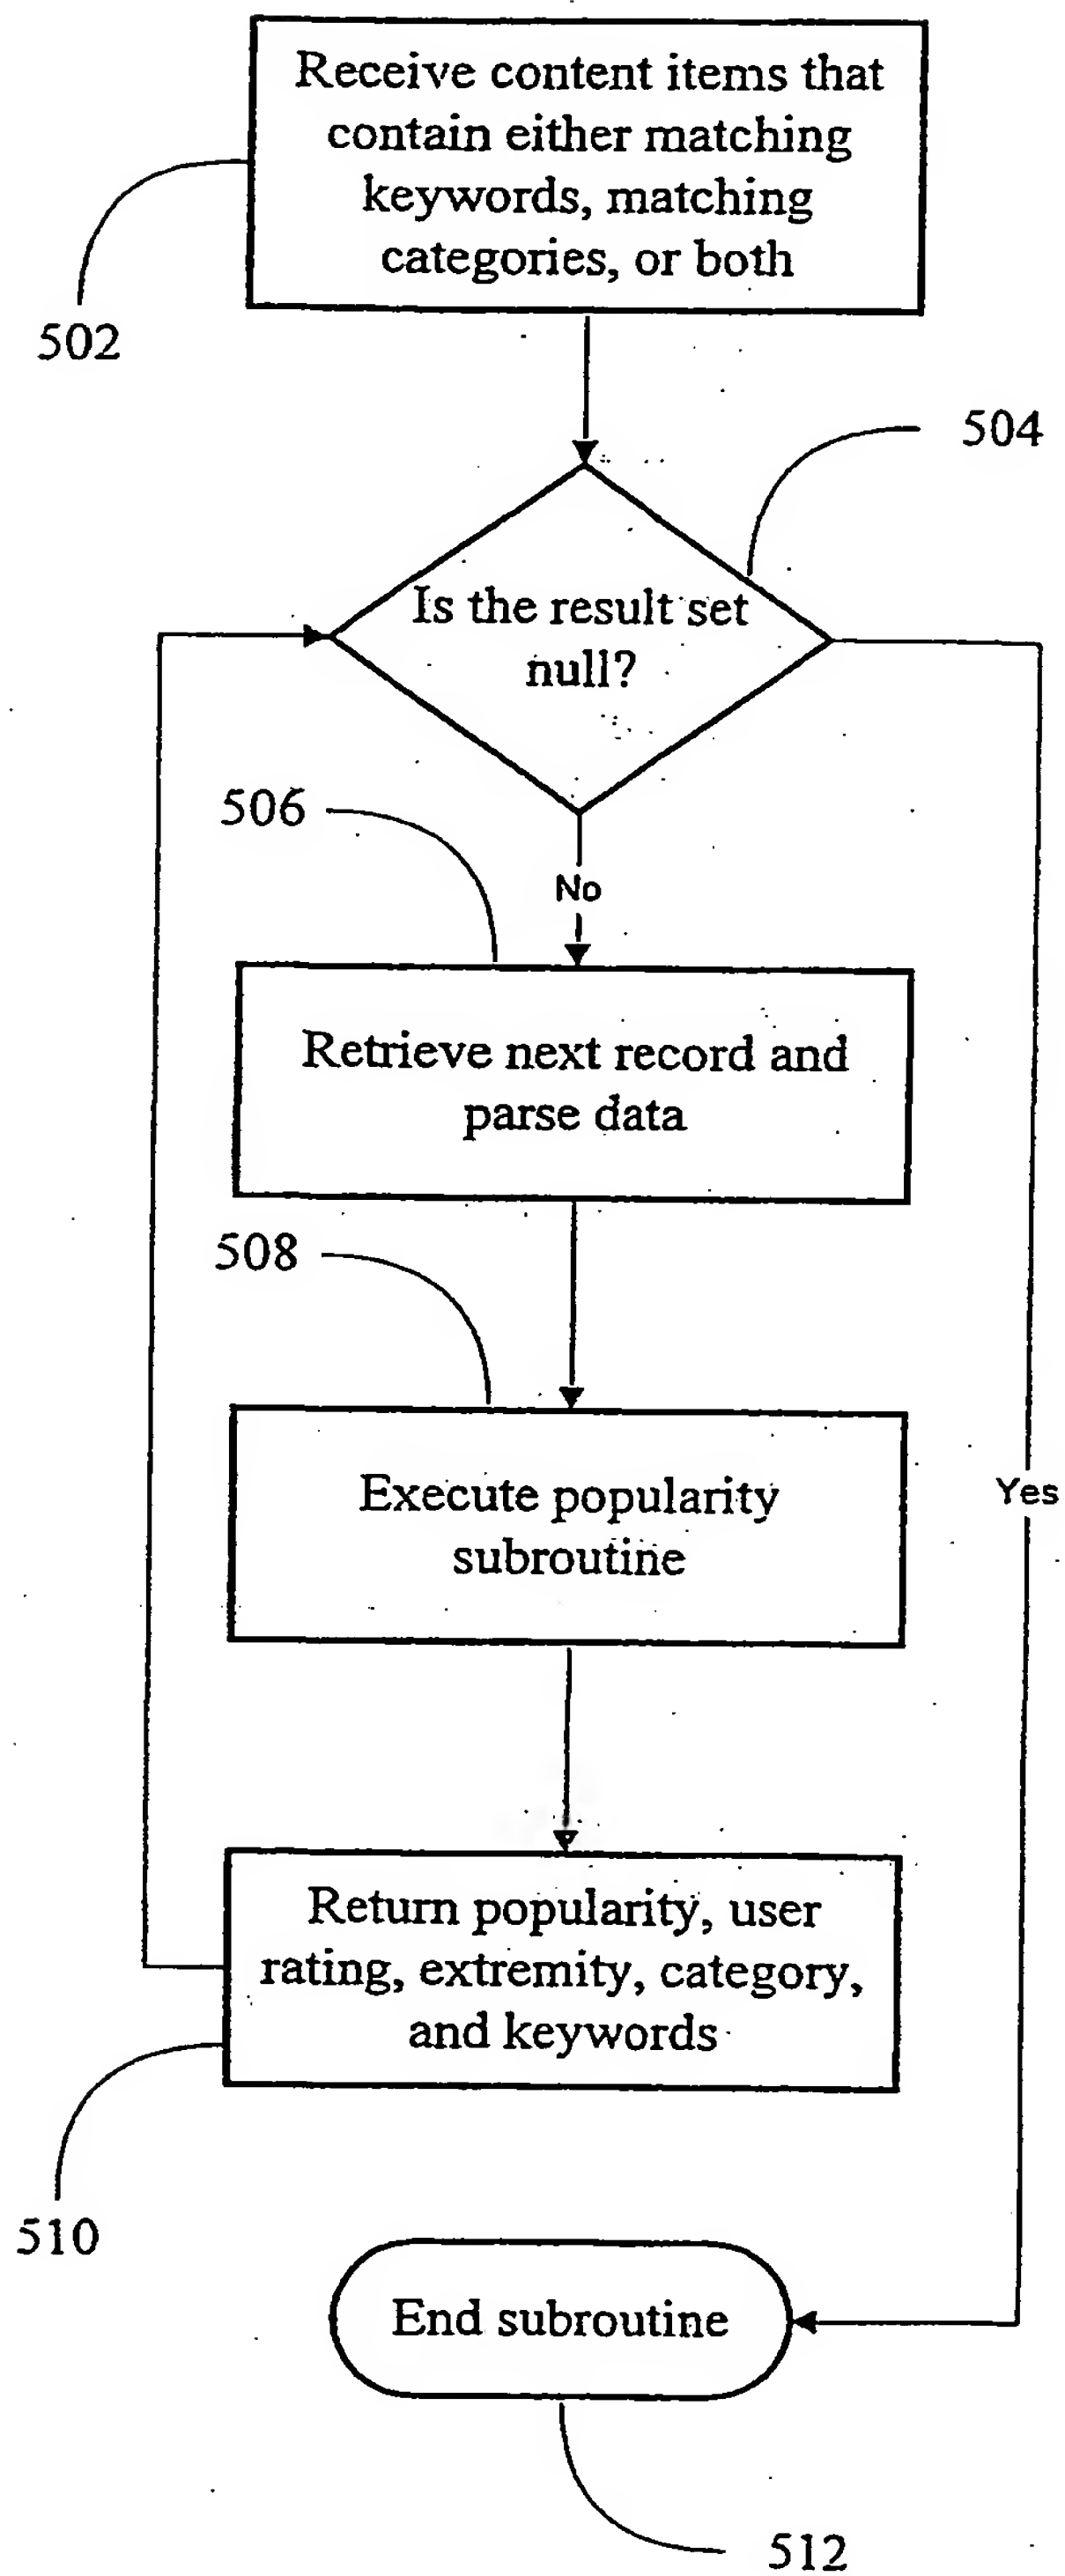 Receive content items that
contain either matching
keywords, matching
categories, or both
502
504
Is the result set
null?
506
No
Retrieve next record and
parse data
508
Yes
Execute popularity
subroutine
Return popularity, user
rating, extremity, category,
and keywords
510
End subroutine
512